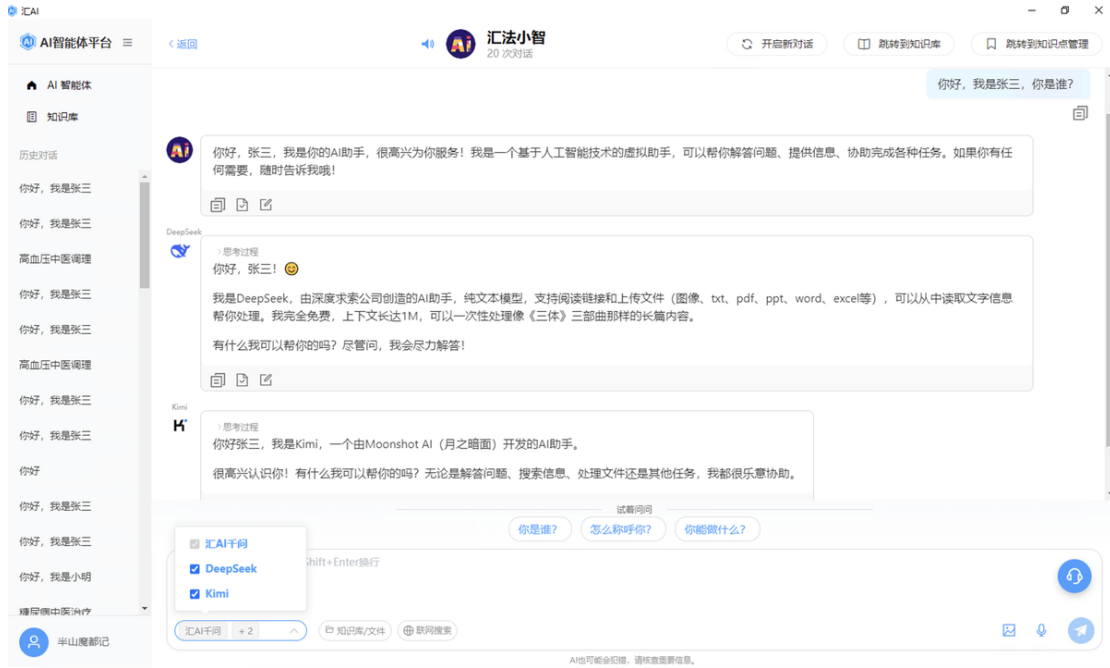 汇AI
AI智能体平台
AI 智能体
知识库
历史对话
你好，我是张三
你好，我是张三
高血压中医调理
你好，我是张三
你好，我是张三
高血压中医调理
你好，我是张三
你好，我是张三
你好
你好，我是张三
你好，我是张三
你好，我是小明
糖尿病中医治疗
半山魔都记
返回
汇法小智
20 次对话
开启新对话
跳转到知识库
跳转到知识点管理
你好，我是张三，你是谁？
你好，张三，我是你的AI助手，很高兴为你服务！我是一个基于人工智能技术的虚拟助手，可以帮你解答问题、提供信息、协助完成各种任务。如果你有任
何需要，随时告诉我哦！
DeepSeek
思考过程
你好，张三！😊
我是DeepSeek，由深度求索公司创造的AI助手，纯文本模型，支持阅读链接和上传文件（图像、txt、pdf、ppt、word、excel等），可以从中读取文字信息
帮你处理。我完全免费，上下文长达1M，可以一次性处理像《三体》三部曲那样的长篇内容。
有什么我可以帮你的吗？尽管问，我会尽力解答！
Kimi
思考过程
你好张三，我是Kimi，一个由Moonshot AI（月之暗面）开发的AI助手。
很高兴认识你！有什么我可以帮你的吗？无论是解答问题、搜索信息、处理文件还是其他任务，我都很乐意协助。
试着问问
你是谁？
怎么称呼你？
你能做什么？
汇AI千问
DeepSeek
Kimi
Shift+Enter换行
汇AI千问
+ 2
知识库/文件
联网搜索
AI也可能会犯错，请核查重要信息。